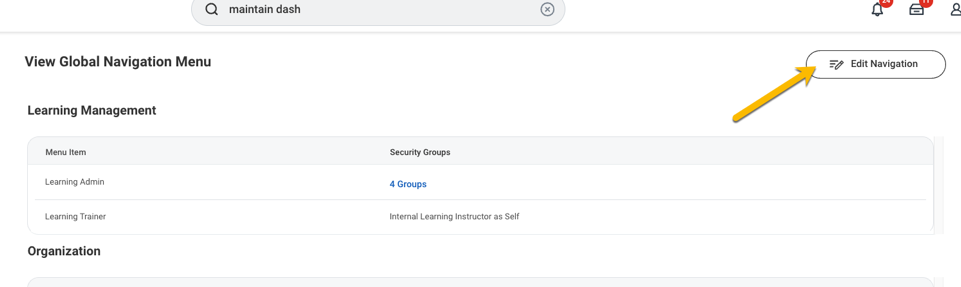 maintain dash
24
11
View Global Navigation Menu
Edit Navigation
Learning Management
Menu Item Security Groups
Learning Admin 4 Groups
Learning Trainer Internal Learning Instructor as Self
Organization